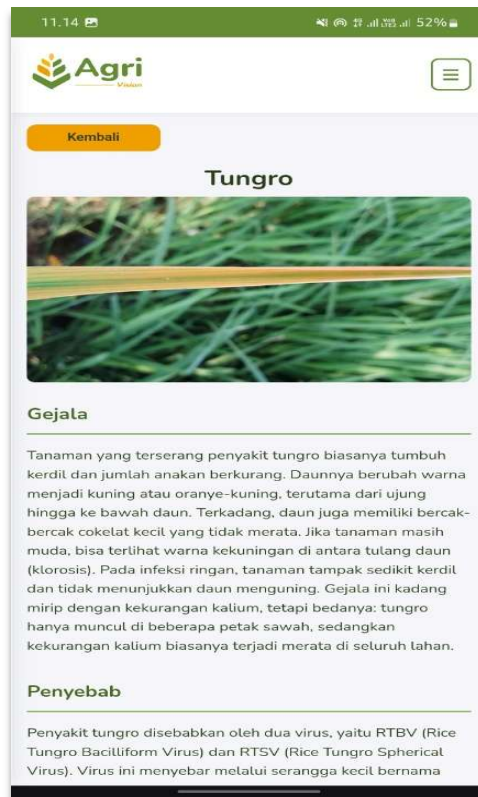 11.14
52%
Agri
Vision
Kembali
Tungro
Gejala
Tanaman yang terserang penyakit tungro biasanya tumbuh
kerdil dan jumlah anakan berkurang. Daunnya berubah warna
menjadi kuning atau oranye-kuning, terutama dari ujung
hingga ke bawah daun. Terkadang, daun juga memiliki bercak-
bercak cokelat kecil yang tidak merata. Jika tanaman masih
muda, bisa terlihat warna kekuningan di antara tulang daun
(klorosis). Pada infeksi ringan, tanaman tampak sedikit kerdil
dan tidak menunjukkan daun menguning. Gejala ini kadang
mirip dengan kekurangan kalium, tetapi bedanya: tungro
hanya muncul di beberapa petak sawah, sedangkan
kekurangan kalium biasanya terjadi merata di seluruh lahan.
Penyebab
Penyakit tungro disebabkan oleh dua virus, yaitu RTBV (Rice
Tungro Bacilliform Virus) dan RTSV (Rice Tungro Spherical
Virus). Virus ini menyebar melalui serangga kecil bernama